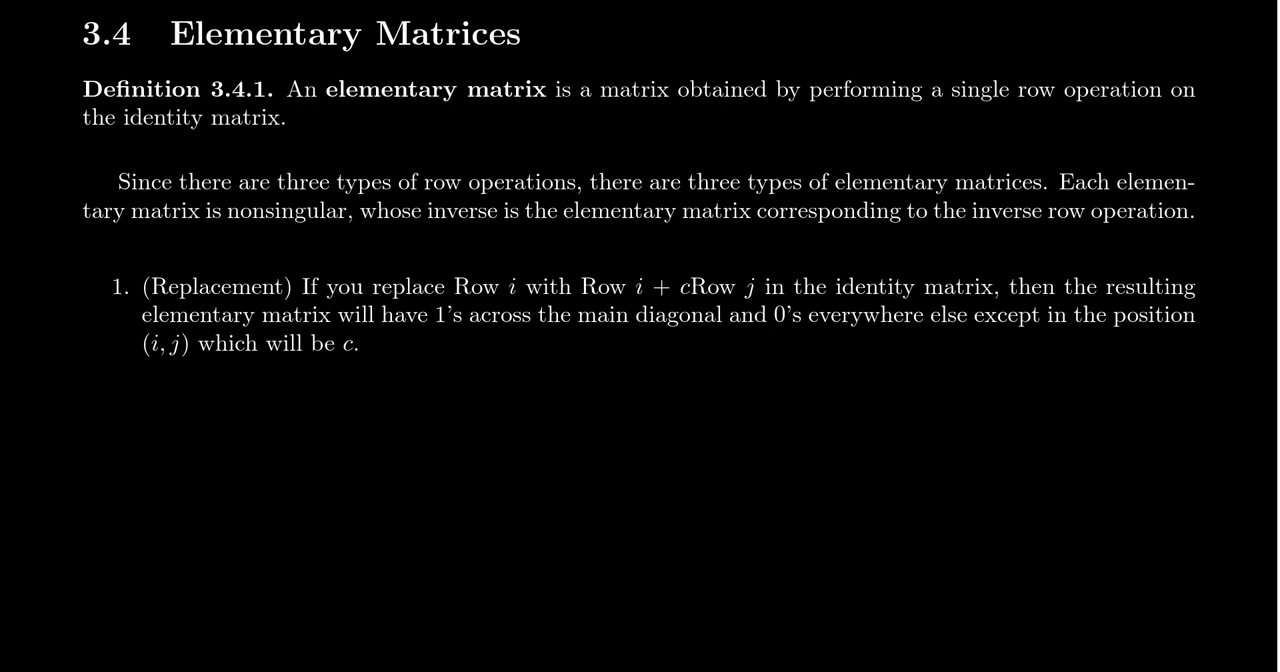 3.4 Elementary Matrices
Definition 3.4.1. An elementary matrix is a matrix obtained by performing a single row operation on
the identity matrix.
Since there are three types of row operations, there are three types of elementary matrices. Each elemen-
tary matrix is nonsingular, whose inverse is the elementary matrix corresponding to the inverse row operation.
1. (Replacement) If you replace Row i with Row i + cRow j in the identity matrix, then the resulting
elementary matrix will have 1's across the main diagonal and 0's everywhere else except in the position
(i, j) which will be c.